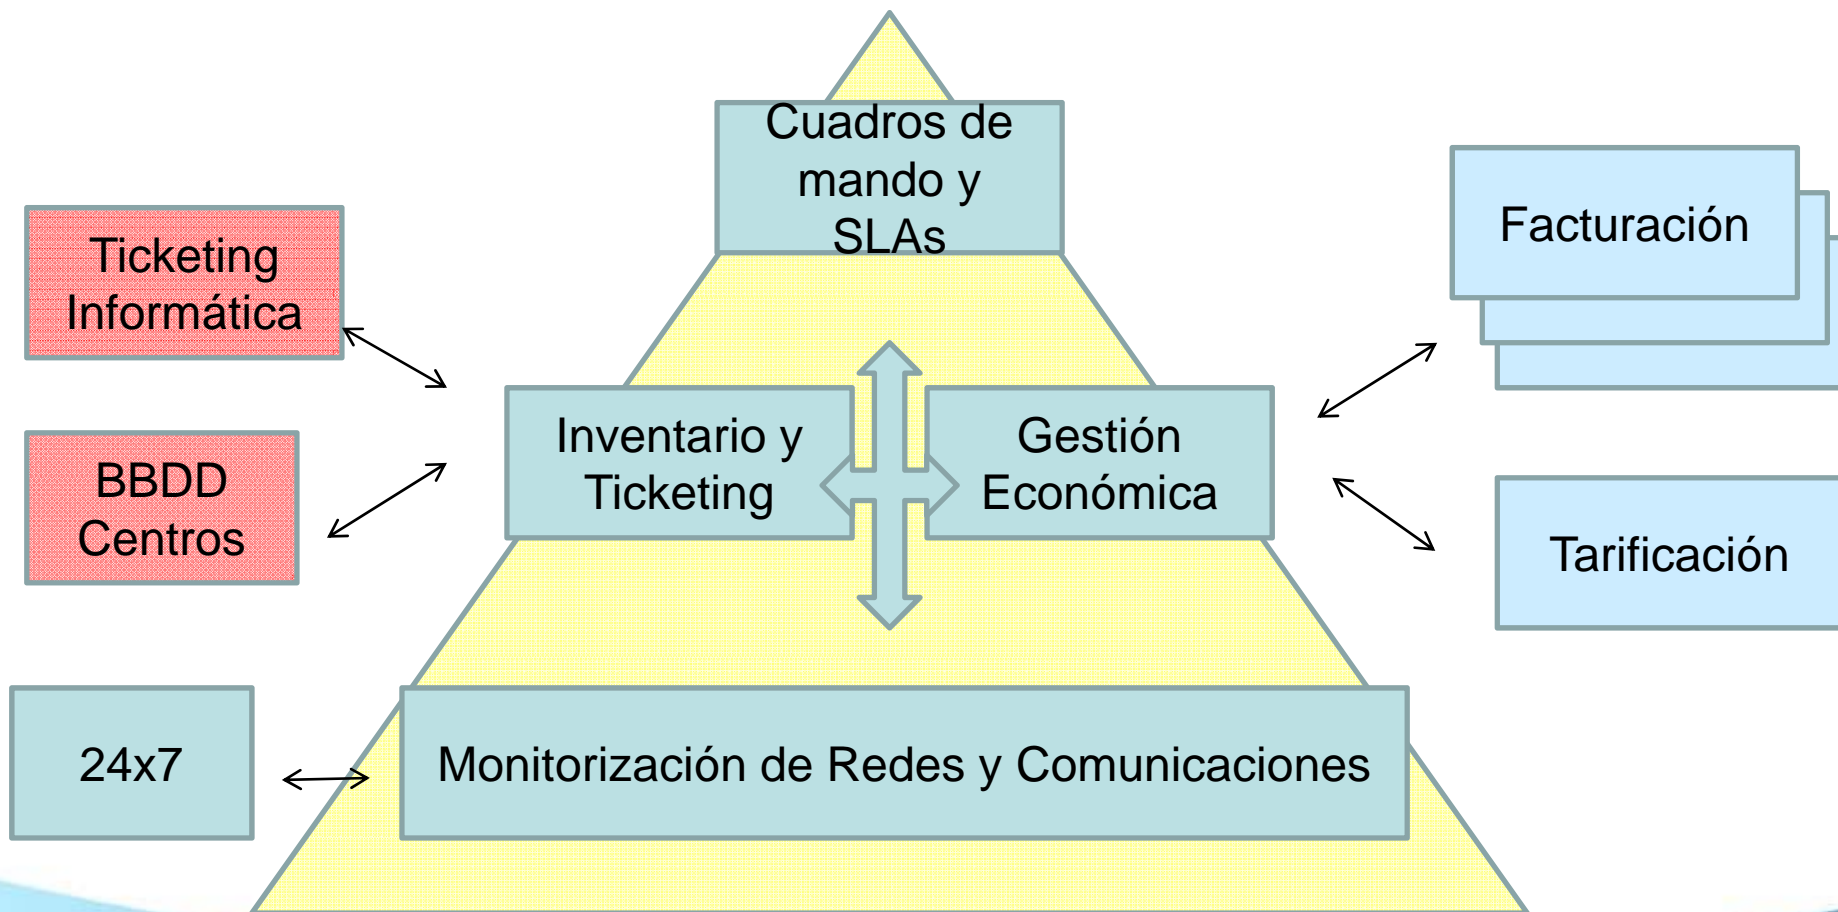 Cuadros de
mando y
SLAs
Ticketing
Informática
Facturación
Inventario y
Ticketing
Gestión
Económica
BBDD
Centros
Tarificación
24x7
Monitorización de Redes y Comunicaciones